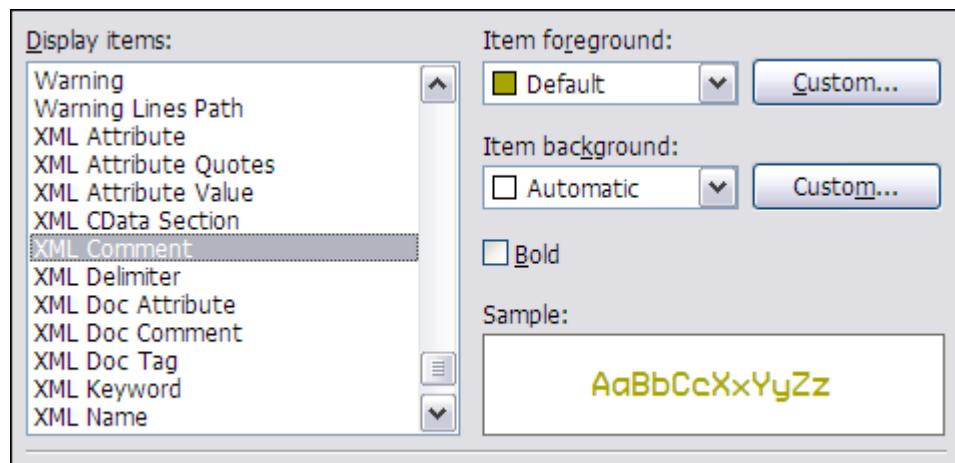 Display items:
Warning
Warning Lines Path
XML Attribute
XML Attribute Quotes
XML Attribute Value
XML CData Section
XML Comment
XML Delimiter
XML Doc Attribute
XML Doc Comment
XML Doc Tag
XML Keyword
XML Name
Item foreground:
Default
Custom...
Item background:
Automatic
Custom...
Bold
Sample:
AaBbCcXxYyZz